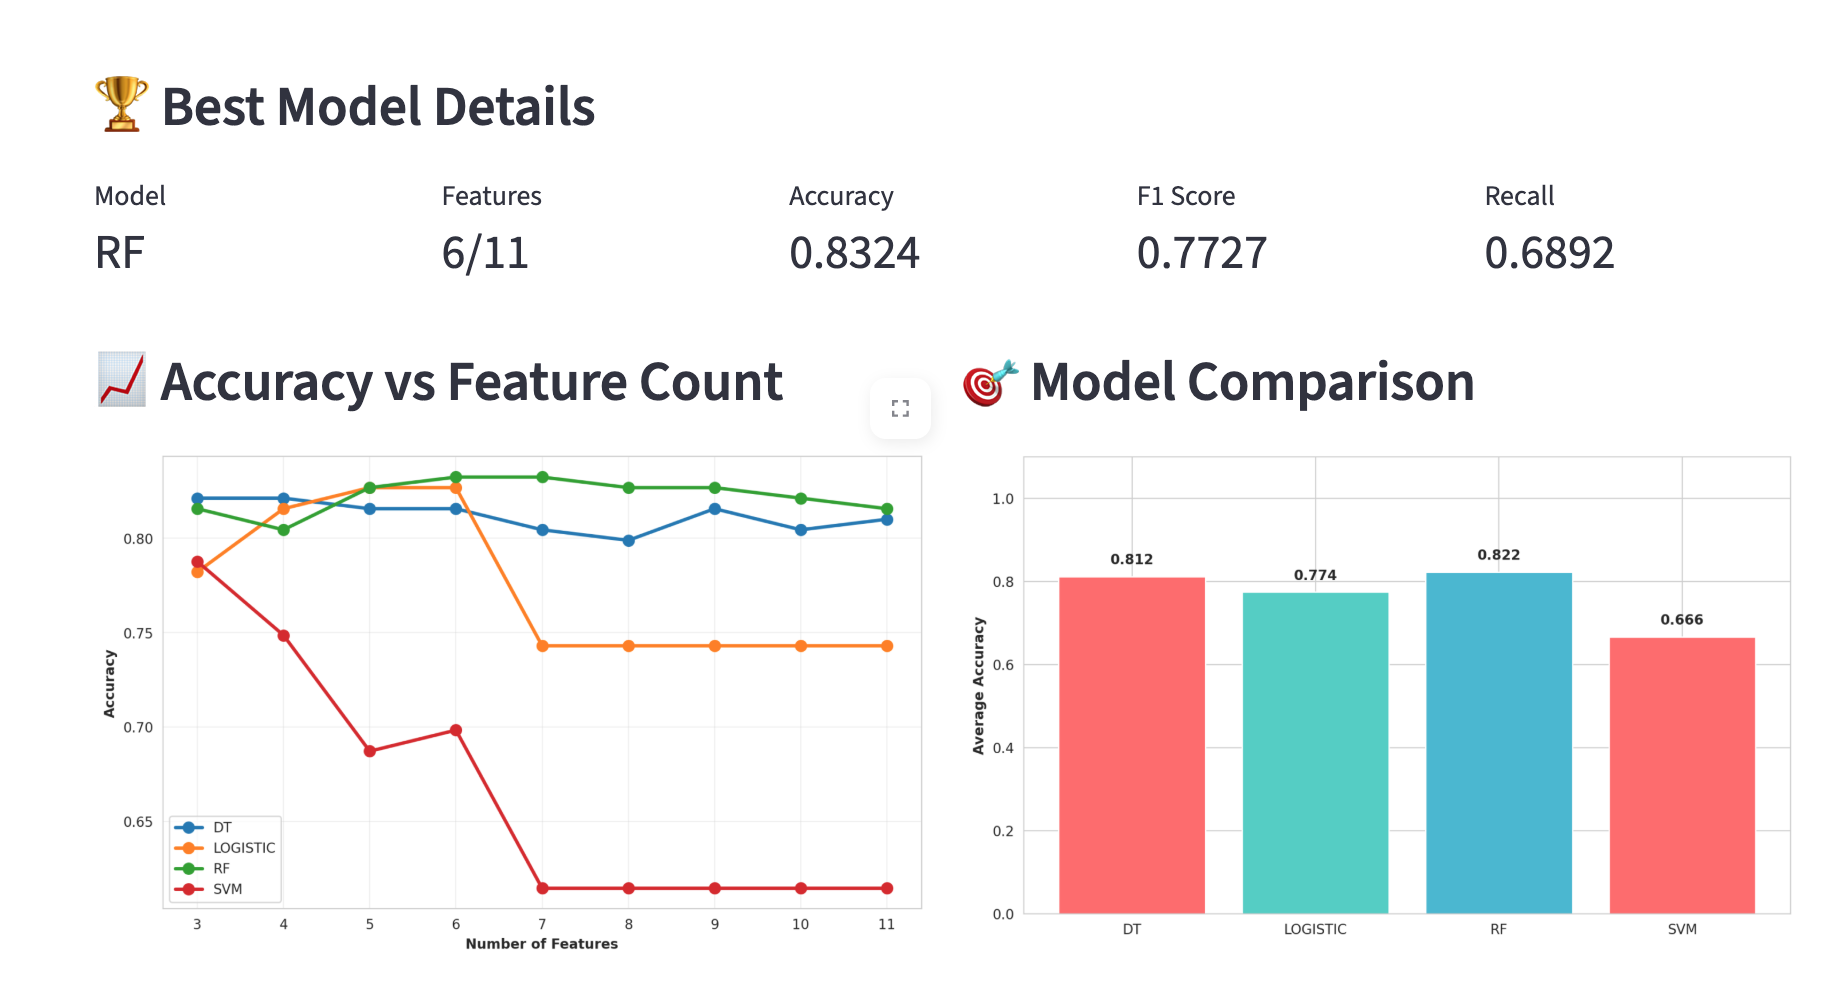 🏆 Best Model Details
Model
RF
Features
6/11
Accuracy
0.8324
F1 Score
0.7727
Recall
0.6892
📈 Accuracy vs Feature Count
Accuracy
0.80
0.75
0.70
0.65
DT
LOGISTIC
RF
SVM
3 4 5 6 7 8 9 10 11
Number of Features
🎯 Model Comparison
Average Accuracy
1.0
0.8
0.6
0.4
0.2
0.0
0.812
0.774
0.822
0.666
DT LOGISTIC RF SVM